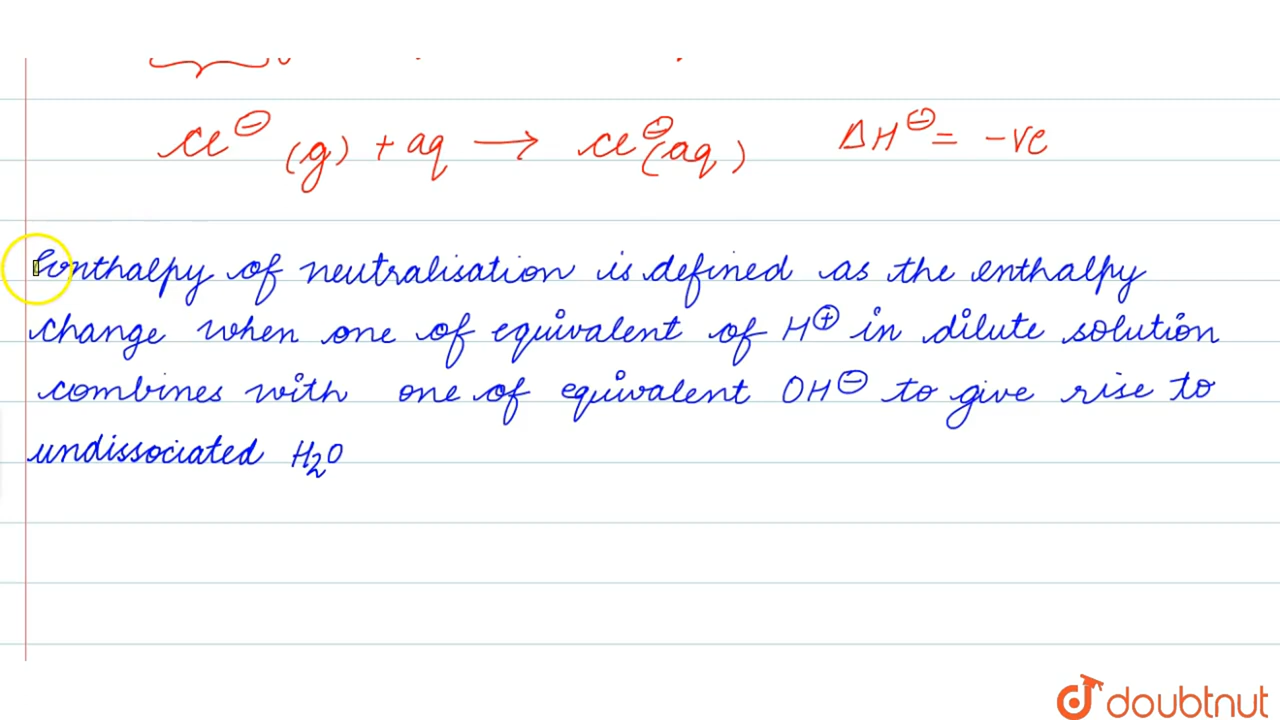 Cl⊖ (g) + aq → Cl⊖ (aq) ΔH⊖ = -ve
Enthalpy of neutralisation is defined as the enthalpy
change when one of equivalent of H⊕ in dilute solution
combines with one of equivalent OH⊖ to give rise to
undissociated H2O
doubtnut